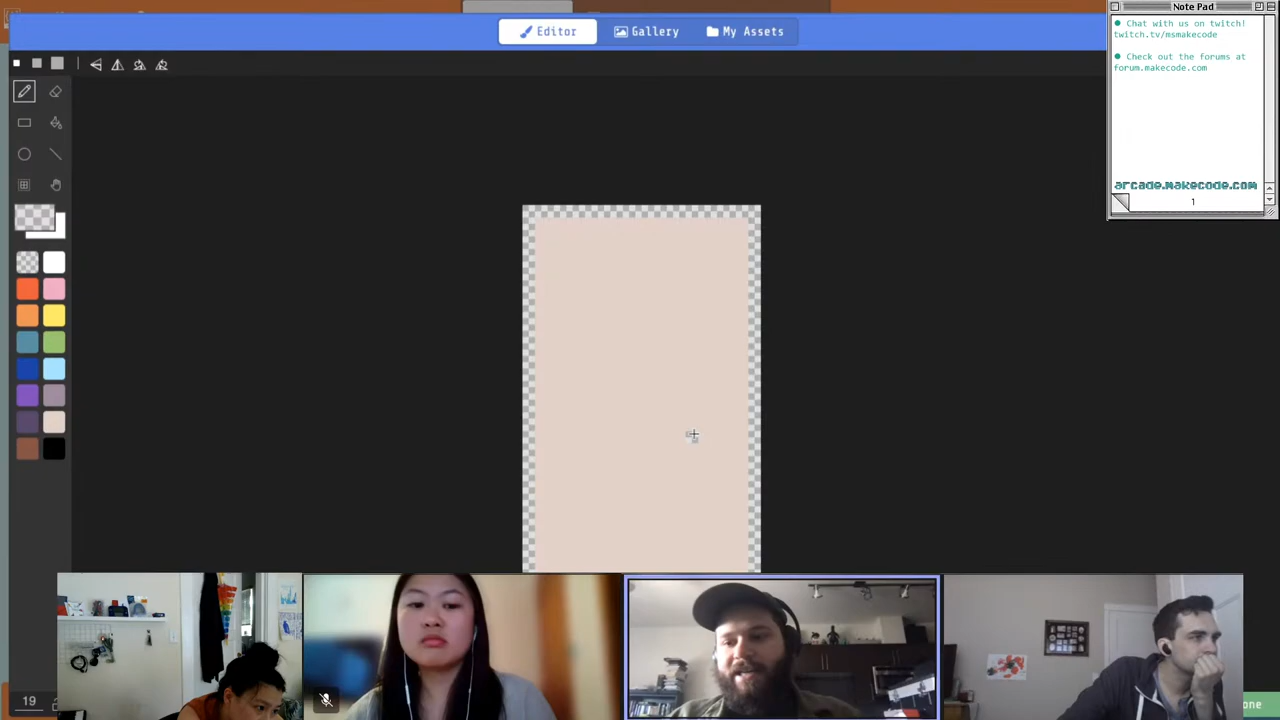 Editor
Gallery
My Assets
Note Pad
● Chat with us on twitch!
twitch.tv/msmakecode
● Check out the forums at
forum.makecode.com
arcade.makecode.com
1
19
one